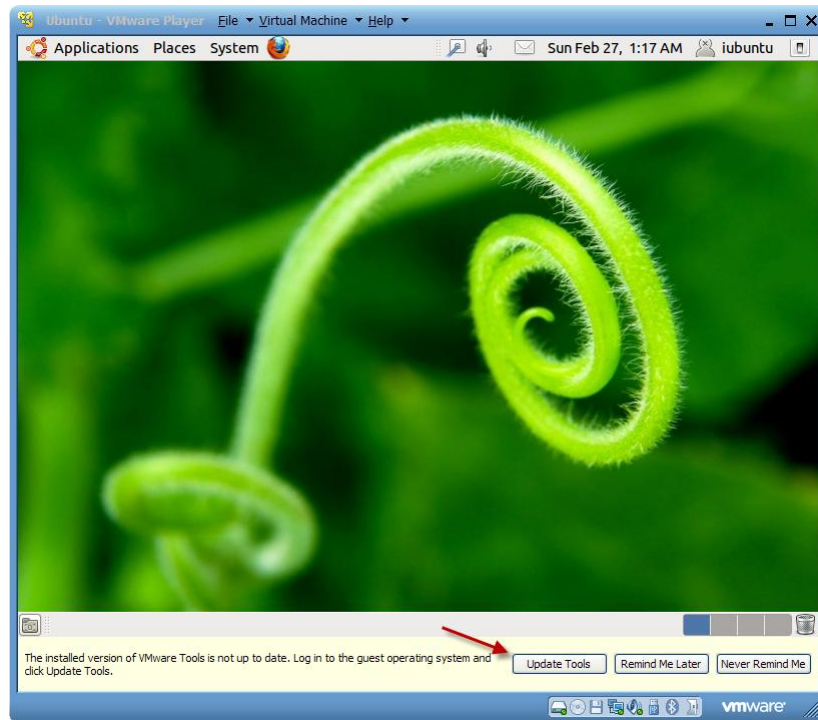 Ubuntu - VMware Player File Virtual Machine Help
Applications Places System Sun Feb 27, 1:17 AM iubuntu
The installed version of VMware Tools is not up to date. Log in to the guest operating system and
click Update Tools.
Update Tools Remind Me Later Never Remind Me
vmware